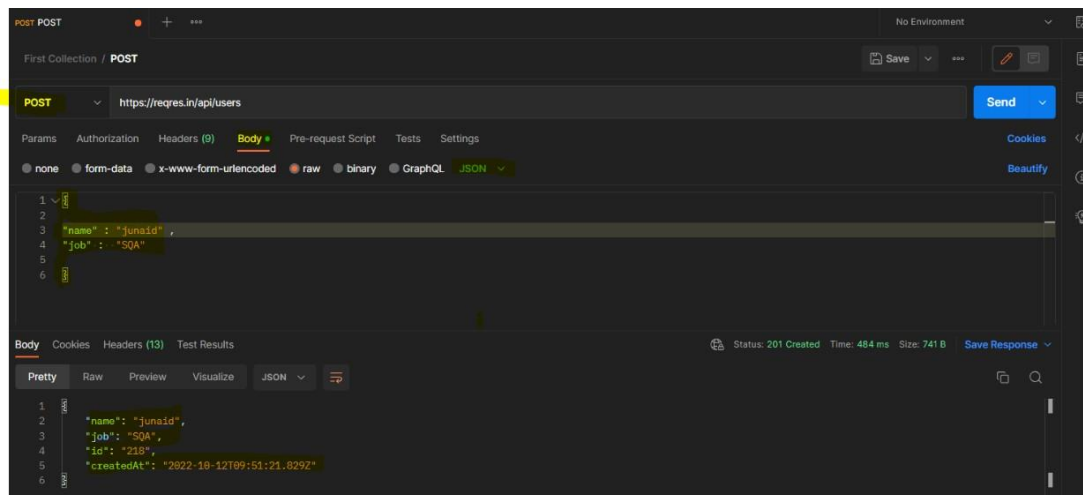 POST POST
No Environment
First Collection / POST
Save
POST https://reqres.in/api/users Send
Params Authorization Headers (9) Body Pre-request Script Tests Settings Cookies
none form-data x-www-form-urlencoded raw binary GraphQL JSON Beautify
1 {
2
3 "name" : "junaid" ,
4 "job" : "SQA"
5
6 }
Body Cookies Headers (13) Test Results Status: 201 Created Time: 484 ms Size: 741 B Save Response
Pretty Raw Preview Visualize JSON
1 {
2 "name": "junaid",
3 "job": "SQA",
4 "id": "218",
5 "createdAt": "2022-10-12T09:51:21.829Z"
6 }